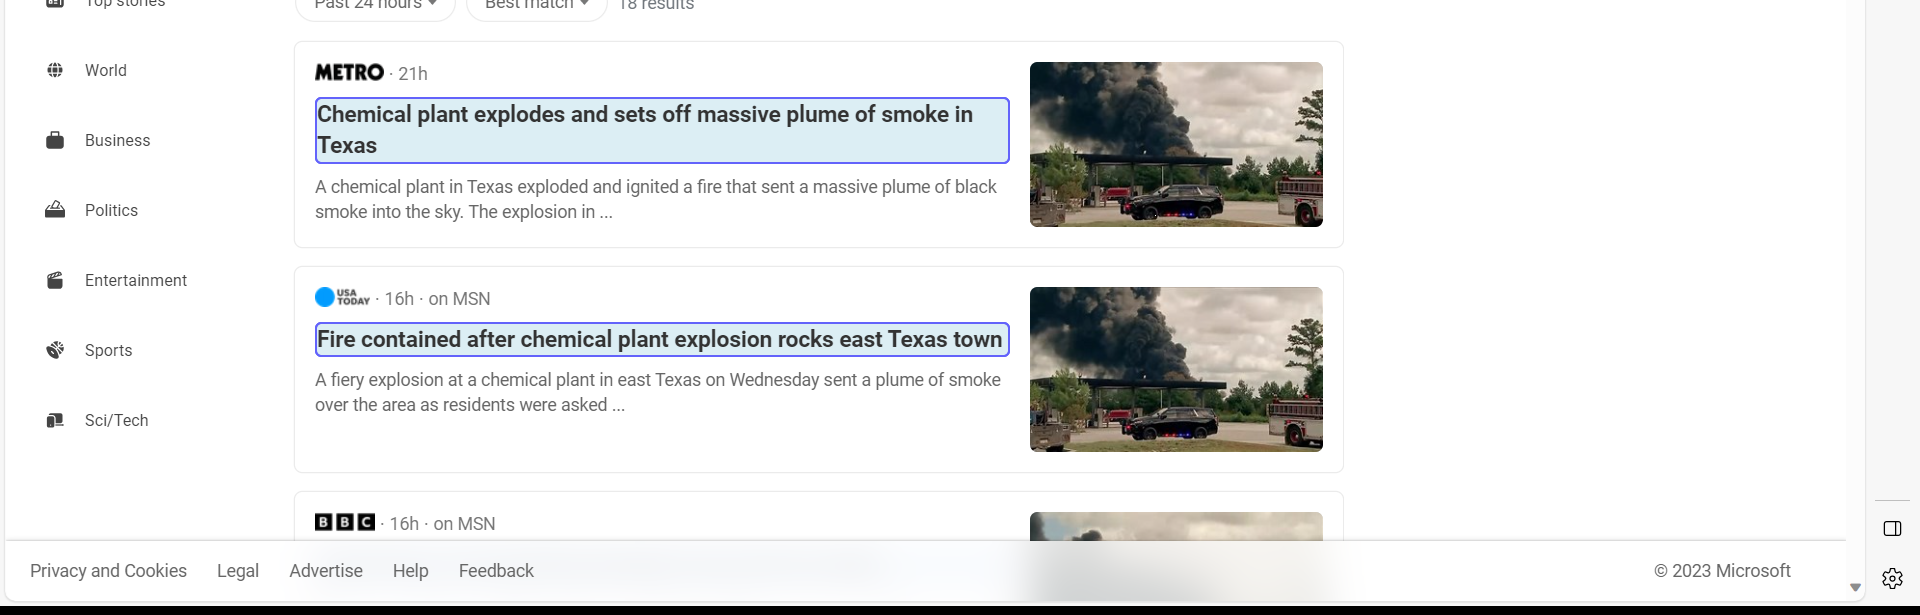 Top stories
World
Business
Politics
Entertainment
Sports
Sci/Tech
Past 24 hours
Best match
18 results
METRO · 21h
Chemical plant explodes and sets off massive plume of smoke in
Texas
A chemical plant in Texas exploded and ignited a fire that sent a massive plume of black
smoke into the sky. The explosion in ...
USA
TODAY · 16h · on MSN
Fire contained after chemical plant explosion rocks east Texas town
A fiery explosion at a chemical plant in east Texas on Wednesday sent a plume of smoke
over the area as residents were asked ...
BBC · 16h · on MSN
Privacy and Cookies
Legal
Advertise
Help
Feedback
© 2023 Microsoft